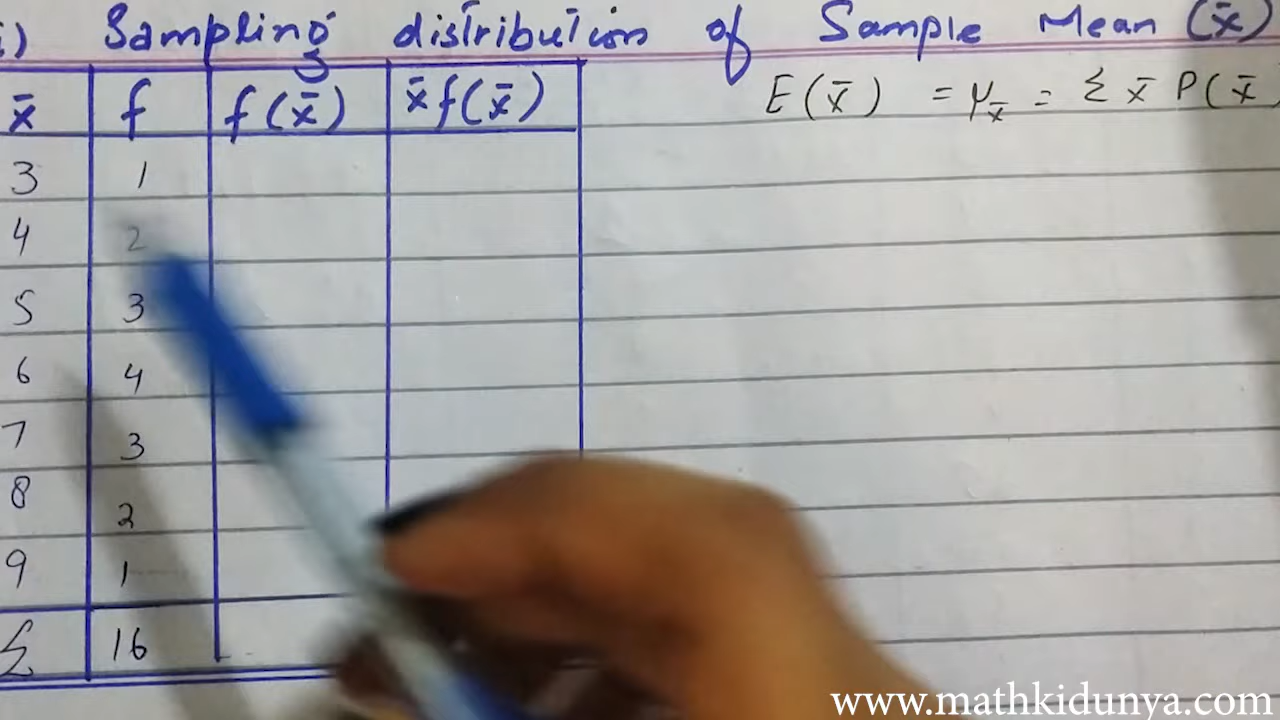 i) Sampling distribution of Sample Mean (x̄)
x̄ f f(x̄) x̄f(x̄)
E(x̄) = μx̄ = Σ x̄ P(x̄
3 1
4 2
5 3
6 4
7 3
8 2
9 1
Σ 16
www.mathkidunya.com